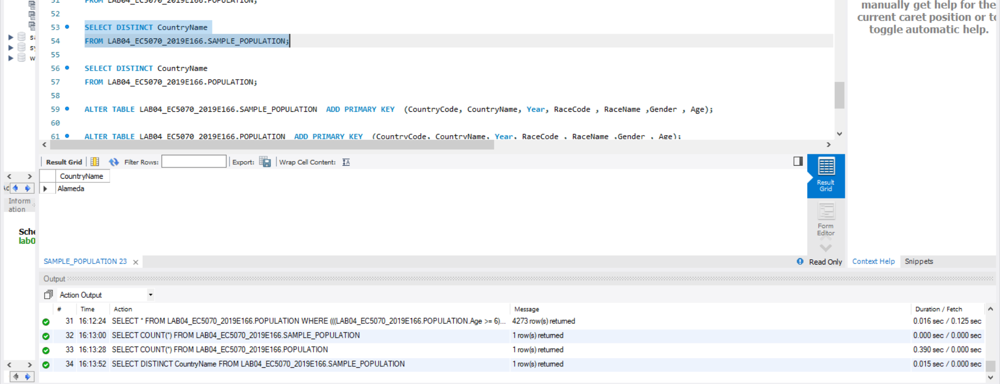 51 FROM LAB04_EC5070_2019E166.POPULATION;
52
53 SELECT DISTINCT CountryName
54 FROM LAB04_EC5070_2019E166.SAMPLE_POPULATION;
55
56 SELECT DISTINCT CountryName
57 FROM LAB04_EC5070_2019E166.POPULATION;
58
59 ALTER TABLE LAB04_EC5070_2019E166.SAMPLE_POPULATION  ADD PRIMARY KEY  (CountryCode, CountryName, Year, RaceCode , RaceName ,Gender , Age);
60
61 ALTER TABLE LAB04_EC5070_2019E166.POPULATION  ADD PRIMARY KEY  (CountryCode, CountryName, Year, RaceCode , RaceName ,Gender , Age);
manually get help for the
current caret position or to
toggle automatic help.
sa
sy
w
Inform
ation
Sche
lab0
Result Grid Filter Rows: Export: Wrap Cell Content: IA
CountryName
Alameda
Result
Grid
Form
Editor
SAMPLE_POPULATION 23 ×
Read Only
Context Help Snippets
Output
Action Output
# Time Action Message Duration / Fetch
31 16:12:24 SELECT * FROM LAB04_EC5070_2019E166.POPULATION WHERE (((LAB04_EC5070_2019E166.POPULATION.Age >= 6)... 4273 row(s) returned 0.016 sec / 0.125 sec
32 16:13:00 SELECT COUNT(*) FROM LAB04_EC5070_2019E166.SAMPLE_POPULATION 1 row(s) returned 0.000 sec / 0.000 sec
33 16:13:28 SELECT COUNT(*) FROM LAB04_EC5070_2019E166.POPULATION 1 row(s) returned 0.390 sec / 0.000 sec
34 16:13:52 SELECT DISTINCT CountryName FROM LAB04_EC5070_2019E166.SAMPLE_POPULATION 1 row(s) returned 0.015 sec / 0.000 sec